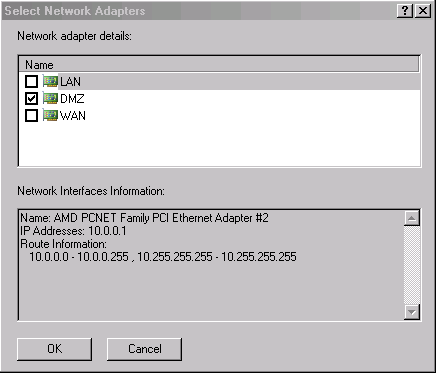 Select Network Adapters
Network adapter details:
Name
LAN
DMZ
WAN
Network Interfaces Information:
Name: AMD PCNET Family PCI Ethernet Adapter #2
IP Addresses: 10.0.0.1
Route Information:
10.0.0.0 - 10.0.0.255 , 10.255.255.255 - 10.255.255.255
OK Cancel